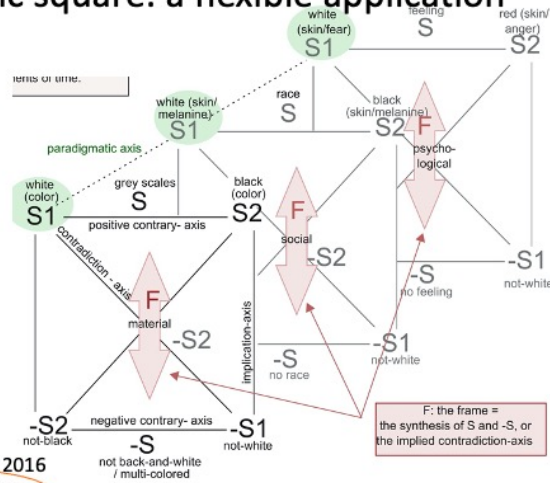 ic square: a flexible application
ents of time.
white
(skin/fear)
S1
feeling
S
red (skin/
anger)
S2
white (skin/
melanine)
S1
race
S
black
(skin/melanine)
S2
F
psycho-
logical
paradigmatic axis
white
(color)
S1
grey scales
S
positive contrary- axis
black
(color)
S2
F
social
-S2
contradiction - axis
F
material
-S2
implication-axis
-S
no feeling
-S1
not-white
-S
no race
-S1
not-white
-S2
not-black
negative contrary- axis
-S
not back-and-white
/ multi-colored
-S1
not-white
F: the frame =
the synthesis of S and -S, or
the implied contradiction-axis
2016